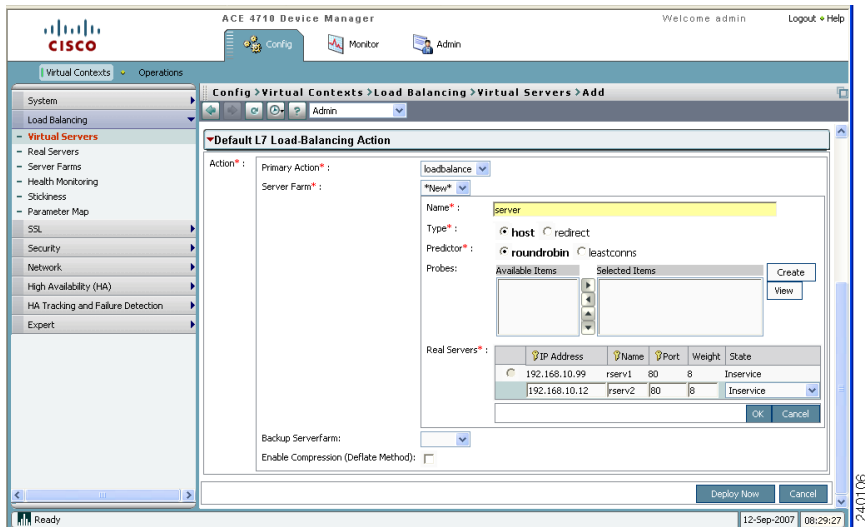 ACE 4710 Device Manager
Welcome admin
Logout
Help
CISCO
Config
Monitor
Admin
Virtual Contexts
Operations
System
Load Balancing
Virtual Servers
Real Servers
Server Farms
Health Monitoring
Stickiness
Parameter Map
SSL
Security
Network
High Availability (HA)
HA Tracking and Failure Detection
Expert
Config >Virtual Contexts >Load Balancing >Virtual Servers >Add
Admin
Default L7 Load-Balancing Action
Action* :
Primary Action* :
loadbalance
Server Farm* :
*New*
Name* :
server
Type* :
host
redirect
Predictor* :
roundrobin
leastconns
Probes:
Available Items
Selected Items
Create
View
Real Servers* :
IP Address Name Port Weight State
192.168.10.99 rserv1 80 8 Inservice
192.168.10.12 rserv2 80 8 Inservice
OK
Cancel
Backup Serverfarm:
Enable Compression (Deflate Method):
Deploy Now
Cancel
Ready
12-Sep-2007
08:29:27
240106